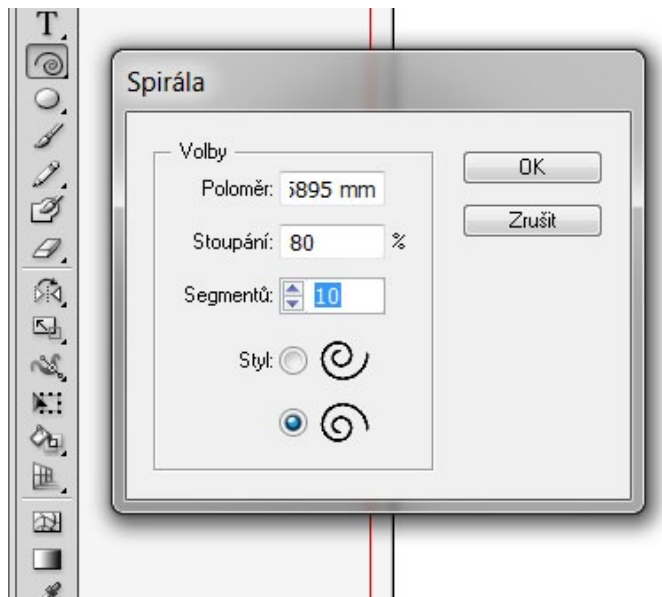 T
Spirála
Volby
Poloměr: 5895 mm
Stoupání: 80 %
Segmentů: 10
Styl:
OK
Zrušit